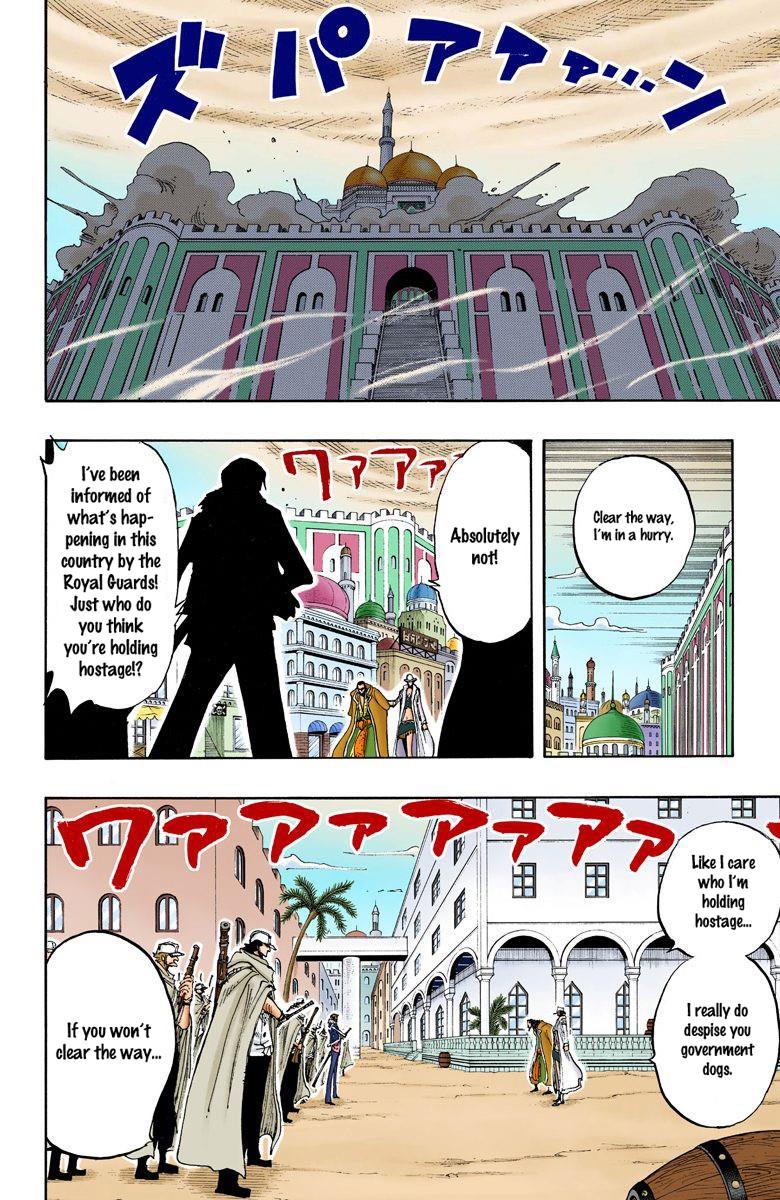 ズパァァァ…ン
Clear the way,
I'm in a hurry.
Absolutely
not!
ワァアァ
I've been
informed of
what's hap-
pening in this
country by the
Royal Guards!
Just who do
you think
you're holding
hostage!?
ワァァァァァァァ
Like I care
who I'm
holding
hostage...
I really do
despise you
government
dogs.
If you won't
clear the way...